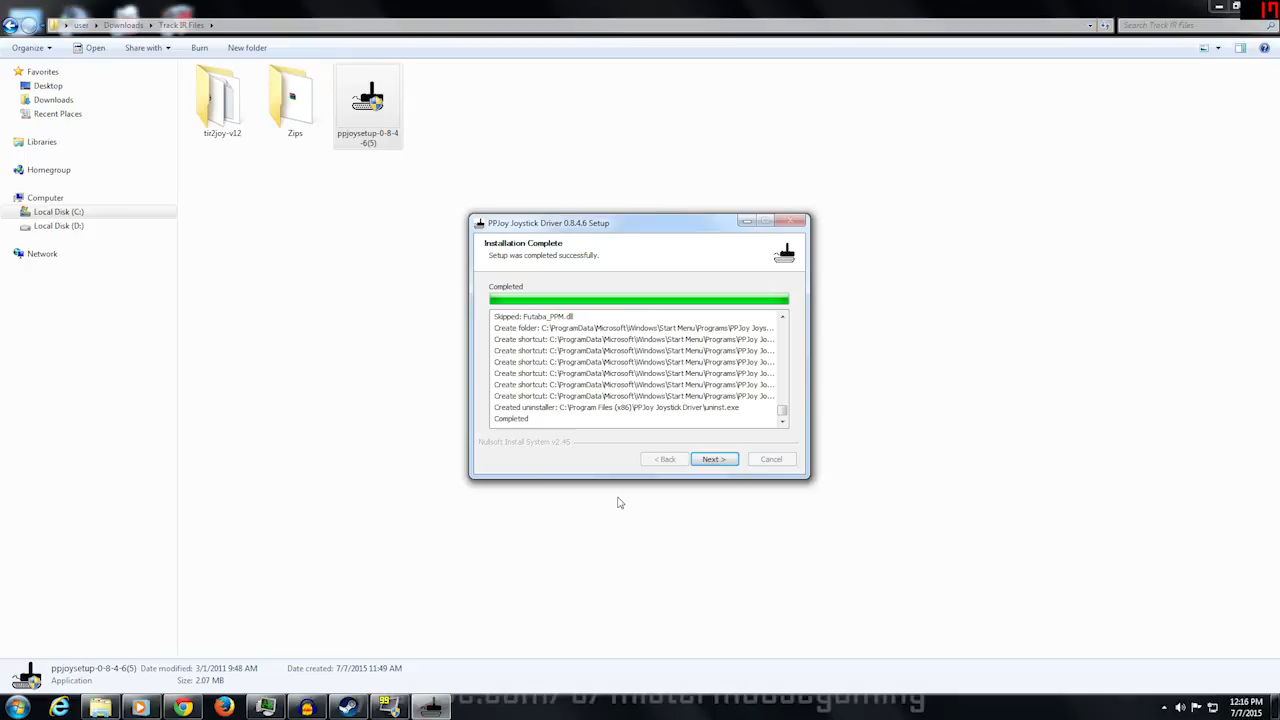 user ▸ Downloads ▸ Track IR Files ▸
Search Track IR Files
17
Organize Open Share with Burn New folder
Favorites
Desktop
Downloads
Recent Places
Libraries
Homegroup
Computer
Local Disk (C:)
Local Disk (D:)
Network
tir2joy-v12
Zips
ppjoysetup-0-8-4
-6(5)
PPJoy Joystick Driver 0.8.4.6 Setup
Installation Complete
Setup was completed successfully.
Completed
Skipped: Futaba_PPM.dll
Create folder: C:\ProgramData\Microsoft\Windows\Start Menu\Programs\PPJoy Joys...
Create shortcut: C:\ProgramData\Microsoft\Windows\Start Menu\Programs\PPJoy Jo...
Create shortcut: C:\ProgramData\Microsoft\Windows\Start Menu\Programs\PPJoy Jo...
Create shortcut: C:\ProgramData\Microsoft\Windows\Start Menu\Programs\PPJoy Jo...
Create shortcut: C:\ProgramData\Microsoft\Windows\Start Menu\Programs\PPJoy Jo...
Create shortcut: C:\ProgramData\Microsoft\Windows\Start Menu\Programs\PPJoy Jo...
Create shortcut: C:\ProgramData\Microsoft\Windows\Start Menu\Programs\PPJoy Jo...
Created uninstaller: C:\Program Files (x86)\PPJoy Joystick Driver\uninst.exe
Completed
Nullsoft Install System v2.45
< Back Next > Cancel
ppjoysetup-0-8-4-6(5) Date modified: 3/1/2011 9:48 AM Date created: 7/7/2015 11:49 AM
Application Size: 2.07 MB
99
12:16 PM
7/7/2015